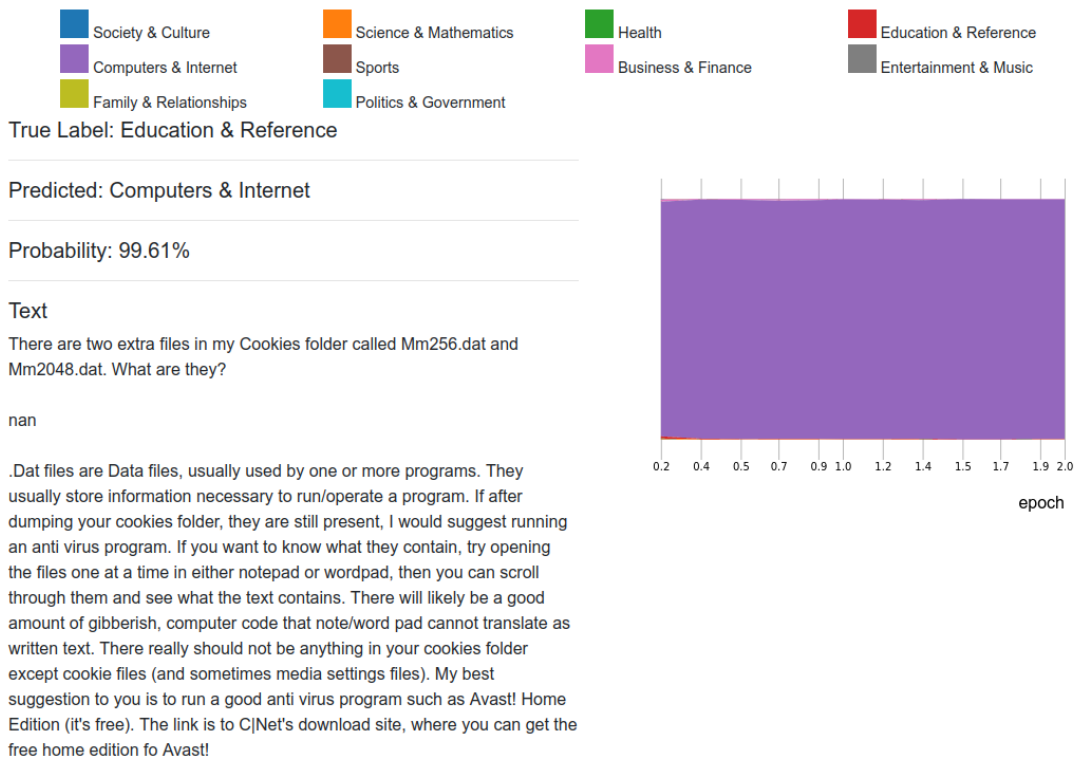 Society & Culture
Science & Mathematics
Health
Education & Reference
Computers & Internet
Sports
Business & Finance
Entertainment & Music
Family & Relationships
Politics & Government
True Label: Education & Reference
Predicted: Computers & Internet
Probability: 99.61%
Text
There are two extra files in my Cookies folder called Mm256.dat and
Mm2048.dat. What are they?
nan
.Dat files are Data files, usually used by one or more programs. They
usually store information necessary to run/operate a program. If after
dumping your cookies folder, they are still present, I would suggest running
an anti virus program. If you want to know what they contain, try opening
the files one at a time in either notepad or wordpad, then you can scroll
through them and see what the text contains. There will likely be a good
amount of gibberish, computer code that note/word pad cannot translate as
written text. There really should not be anything in your cookies folder
except cookie files (and sometimes media settings files). My best
suggestion to you is to run a good anti virus program such as Avast! Home
Edition (it's free). The link is to C|Net's download site, where you can get the
free home edition fo Avast!
0.2 0.4 0.5 0.7 0.9 1.0 1.2 1.4 1.5 1.7 1.9 2.0
epoch